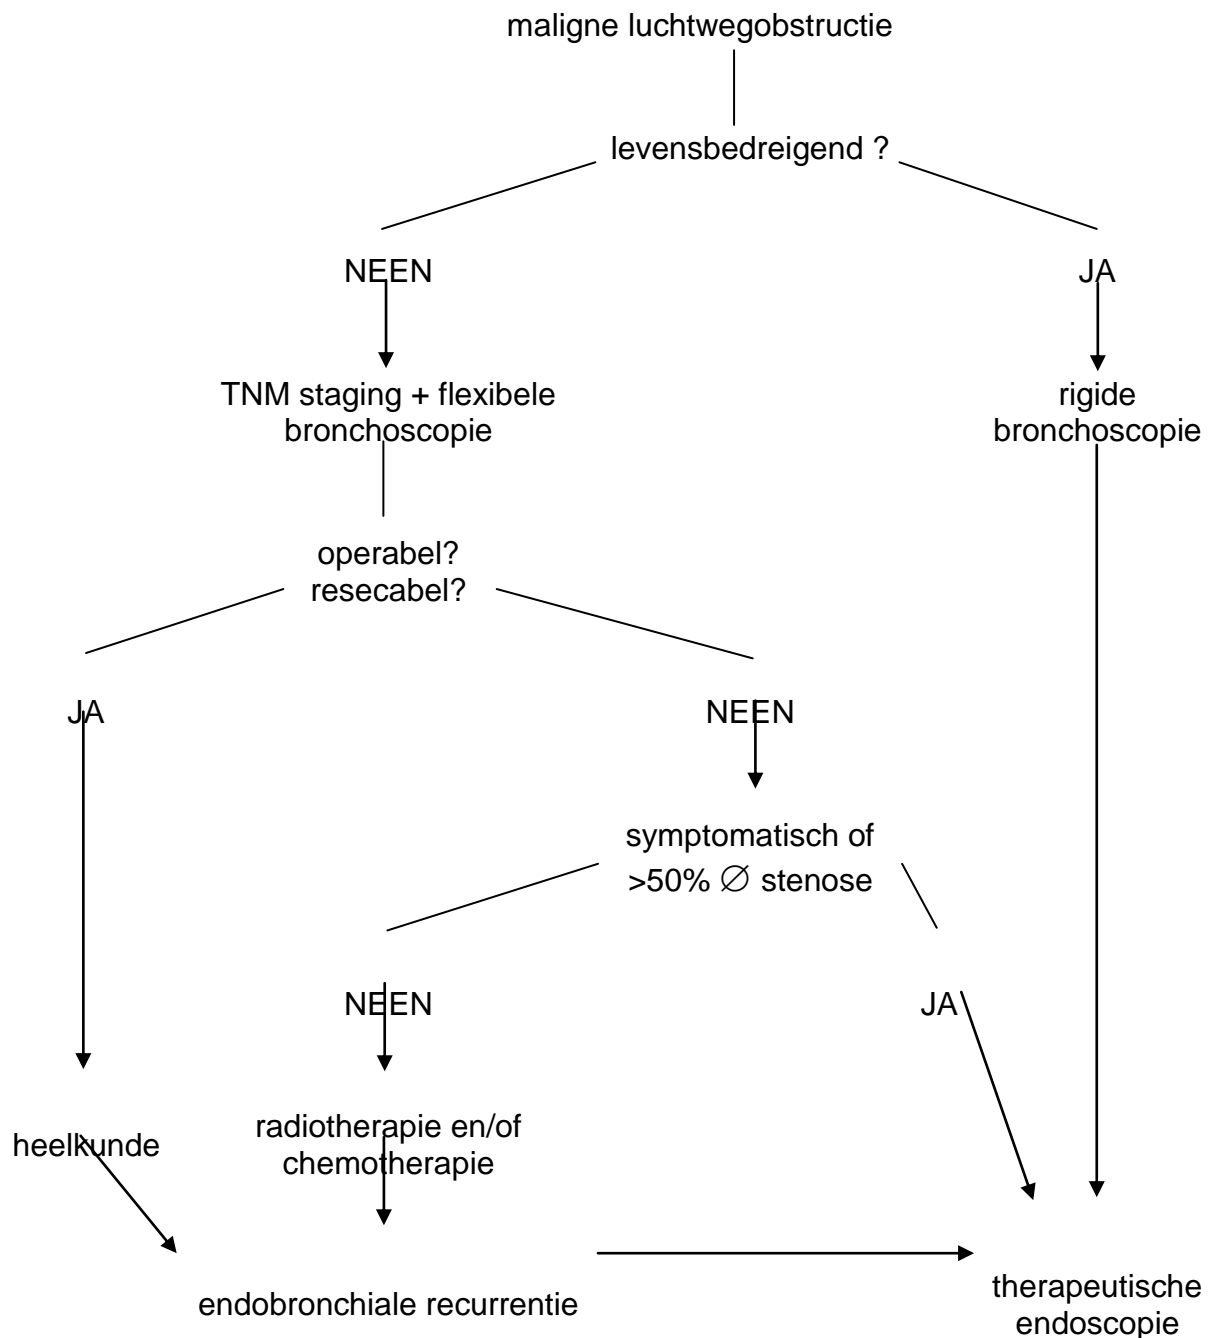 maligne luchtwegobstructie
levensbedreigend ?
NEEN
JA
TNM staging + flexibele
bronchoscopie
rigide
bronchoscopie
operabel?
resecabel?
JA
NEEN
symptomatisch of
>50% ∅ stenose
NEEN
JA
heelkunde
radiotherapie en/of
chemotherapie
endobronchiale recurrentie
therapeutische
endoscopie